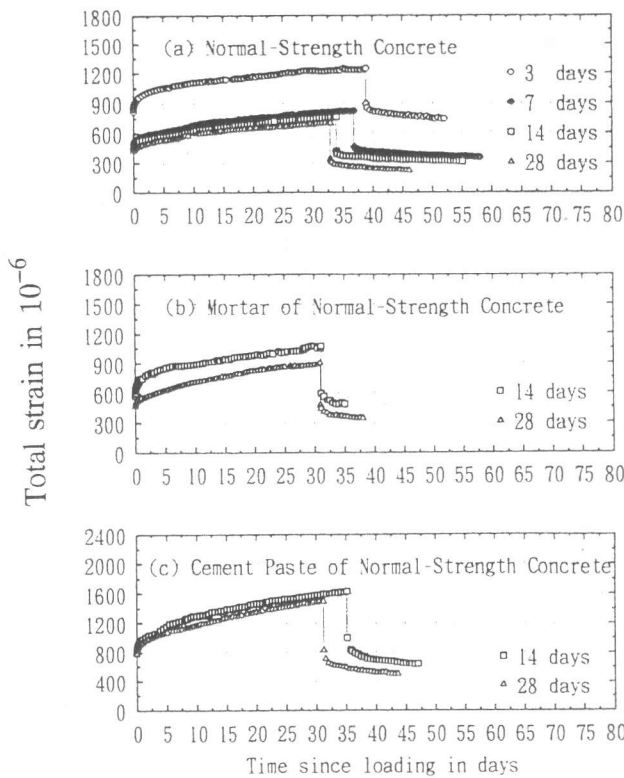 1800
1500
1200
900
600
300
0
(a) Normal-Strength Concrete
3 days
7 days
14 days
28 days
0 5 10 15 20 25 30 35 40 45 50 55 60 65 70 75 80
Total strain in 10⁻⁶
1800
1500
1200
900
600
300
0
(b) Mortar of Normal-Strength Concrete
14 days
28 days
0 5 10 15 20 25 30 35 40 45 50 55 60 65 70 75 80
2400
2000
1600
1200
800
400
0
(c) Cement Paste of Normal-Strength Concrete
14 days
28 days
0 5 10 15 20 25 30 35 40 45 50 55 60 65 70 75 80
Time since loading in days